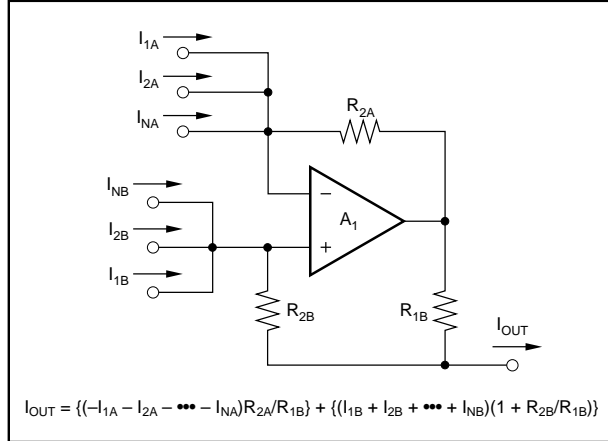 I1A
I2A
INA
R2A
INB
I2B
I1B
−
A1
+
R2B
R1B
IOUT
IOUT = {(–I1A – I2A – ••• – INA)R2A/R1B} + {(I1B + I2B + ••• + INB)(1 + R2B/R1B)}